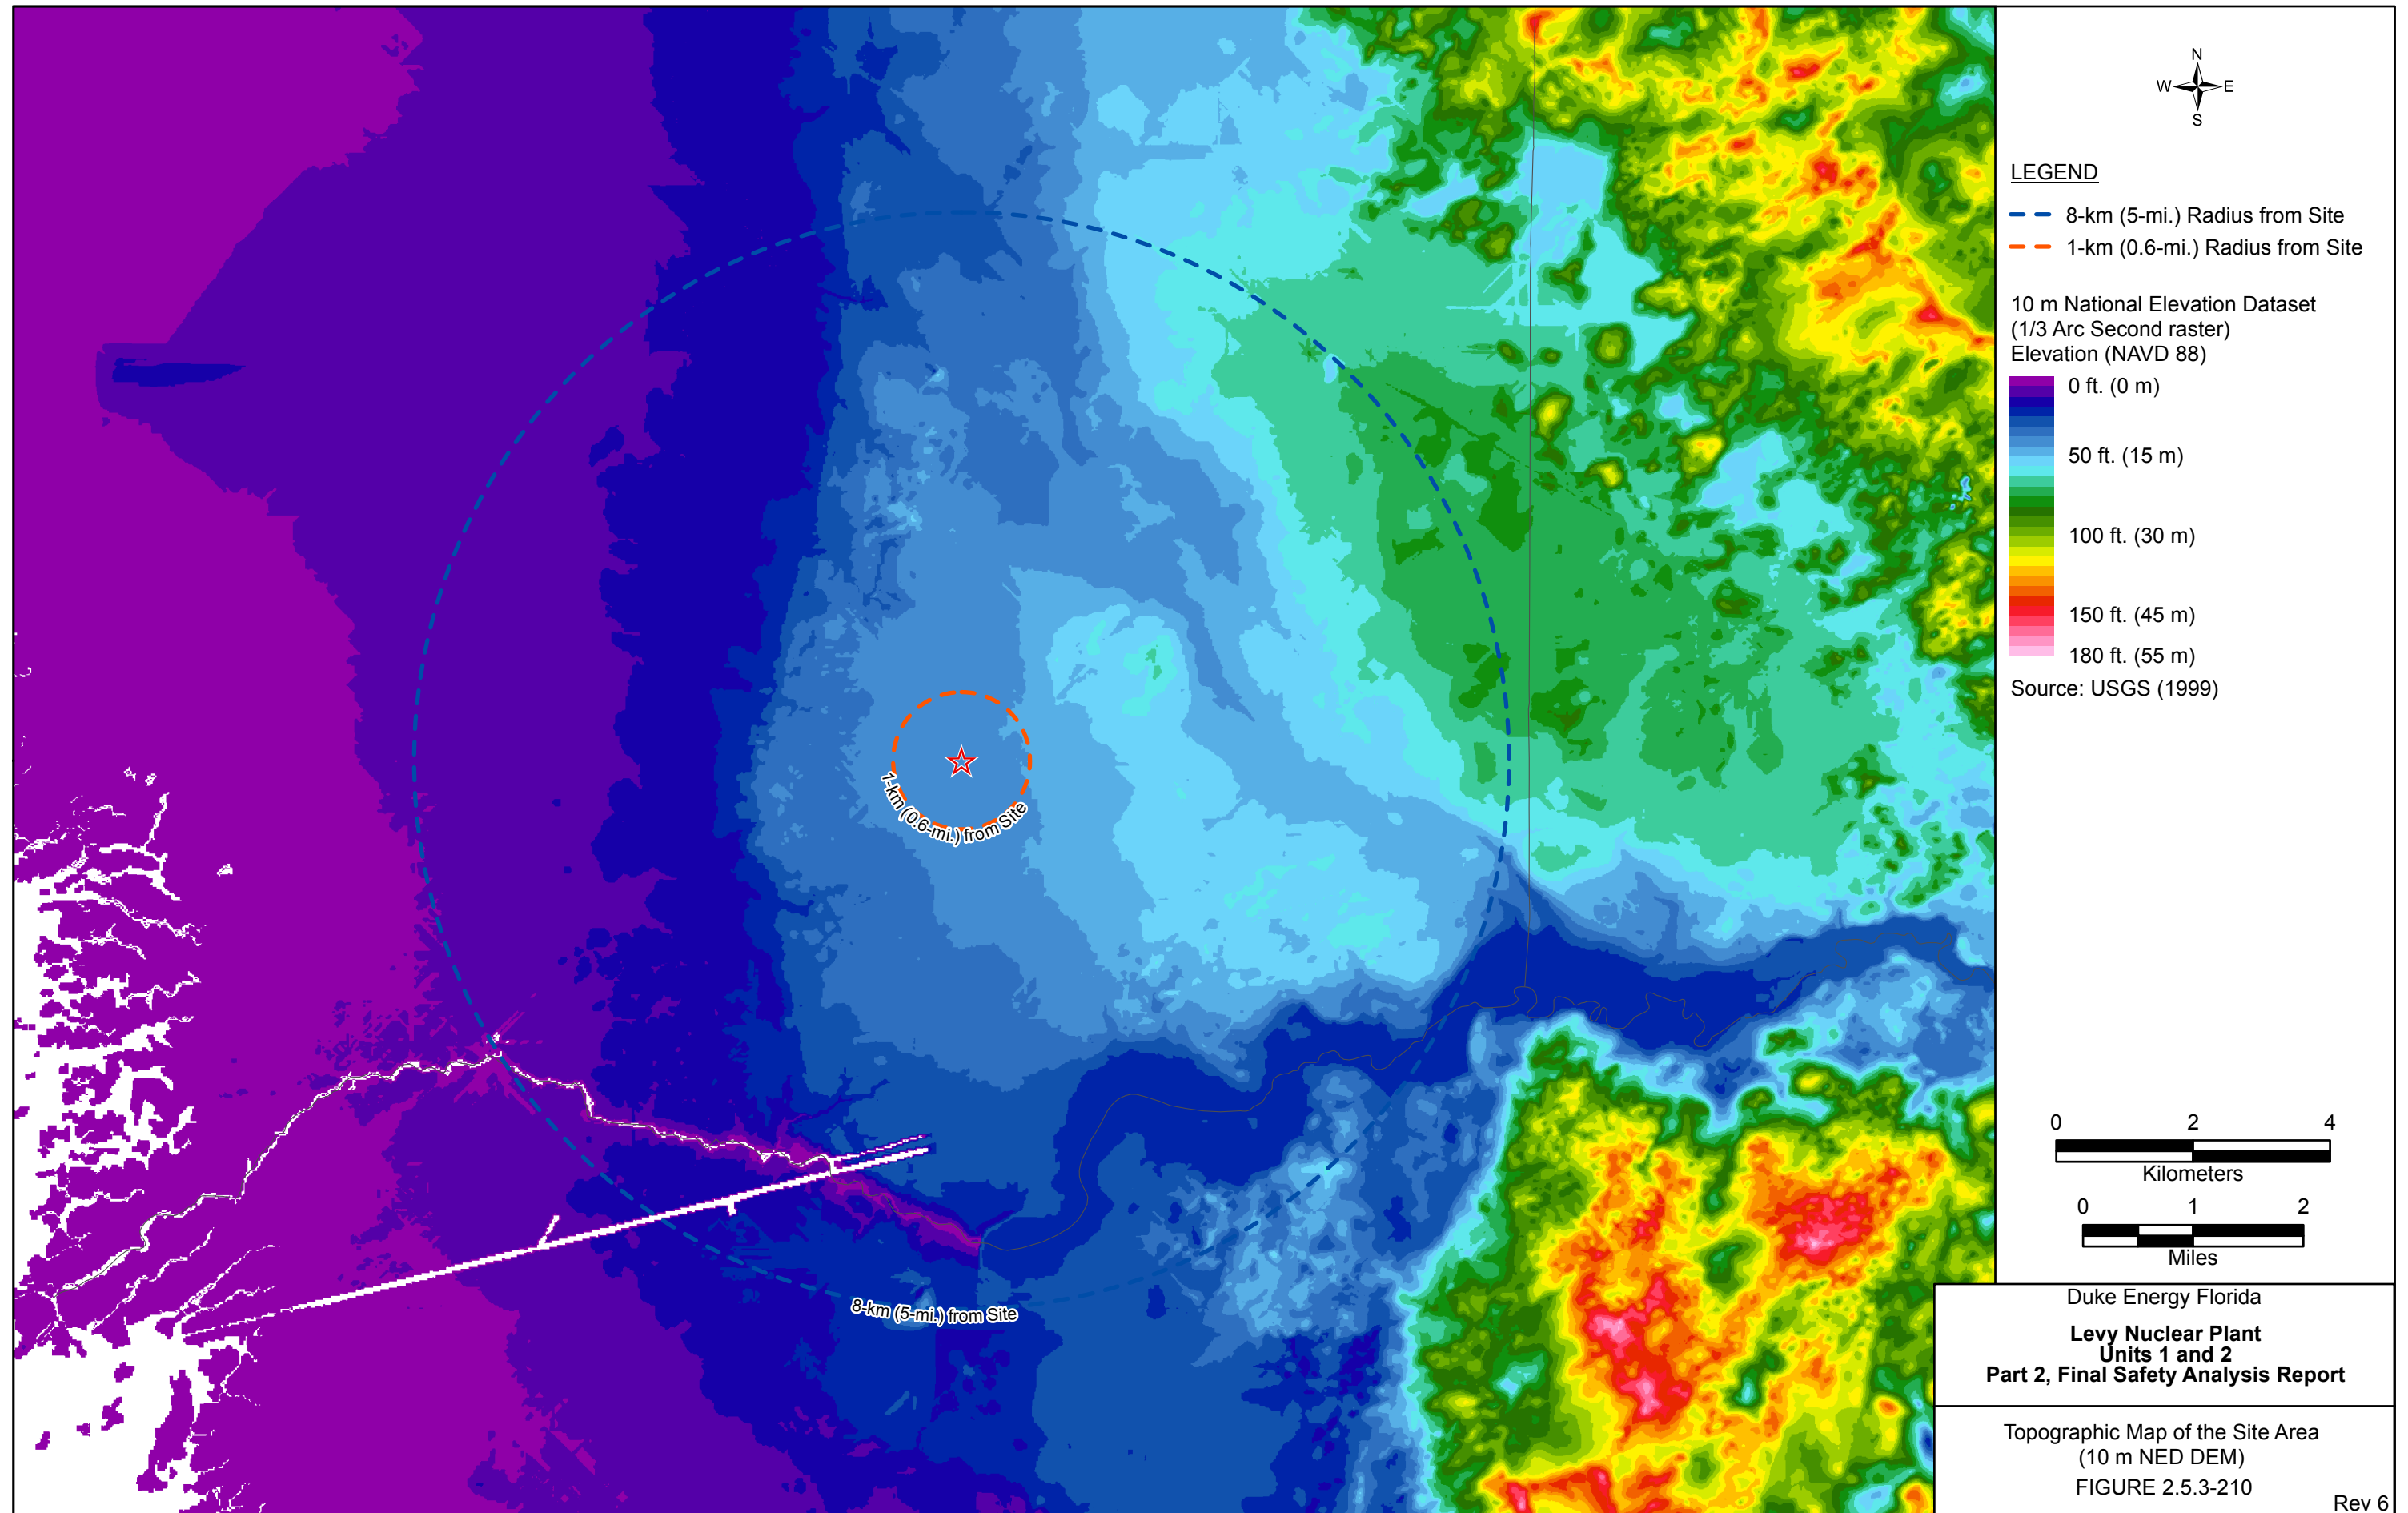 N
W E
S
LEGEND
8-km (5-mi.) Radius from Site
1-km (0.6-mi.) Radius from Site
10 m National Elevation Dataset
(1/3 Arc Second raster)
Elevation (NAVD 88)
0 ft. (0 m)
50 ft. (15 m)
100 ft. (30 m)
150 ft. (45 m)
180 ft. (55 m)
Source: USGS (1999)
1-km (0.6-mi.) from Site
8-km (5-mi.) from Site
0 2 4
Kilometers
0 1 2
Miles
Duke Energy Florida
Levy Nuclear Plant
Units 1 and 2
Part 2, Final Safety Analysis Report
Topographic Map of the Site Area
(10 m NED DEM)
FIGURE 2.5.3-210
Rev 6